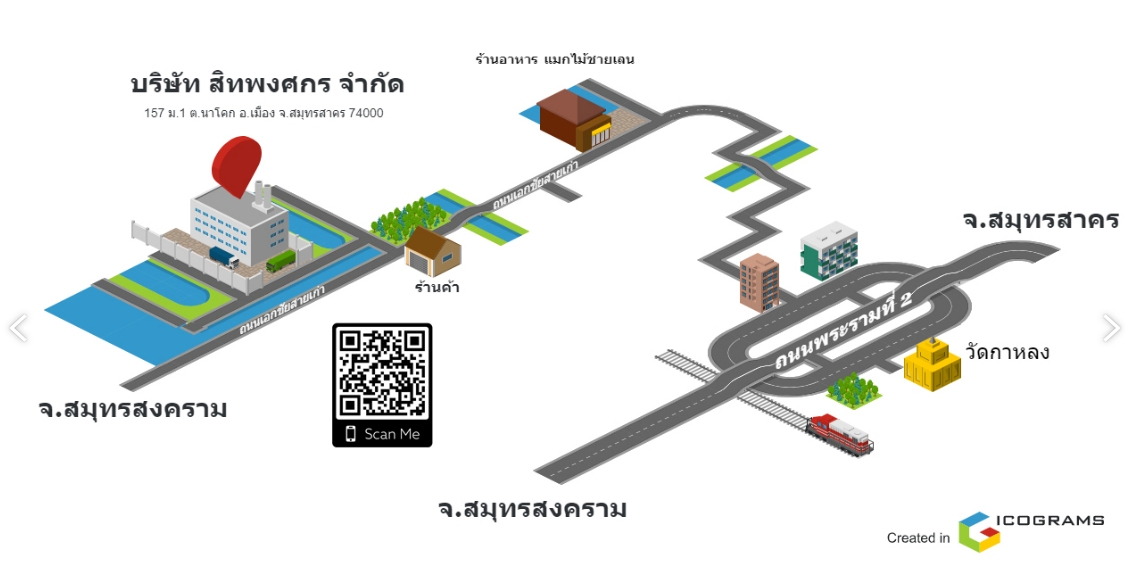 ร้านอาหาร แมกไม้ชายเลน
บริษัท สิทพงศกร จำกัด
157 ม.1 ต.นาโคก อ.เมือง จ.สมุทรสาคร 74000
ถนนเอกชัยสายเก่า
จ.สมุทรสาคร
ร้านค้า
ถนนเอกชัยสายเก่า
ถนนพระรามที่ 2
วัดกาหลง
จ.สมุทรสงคราม
Scan Me
จ.สมุทรสงคราม
ICOGRAMS
Created in